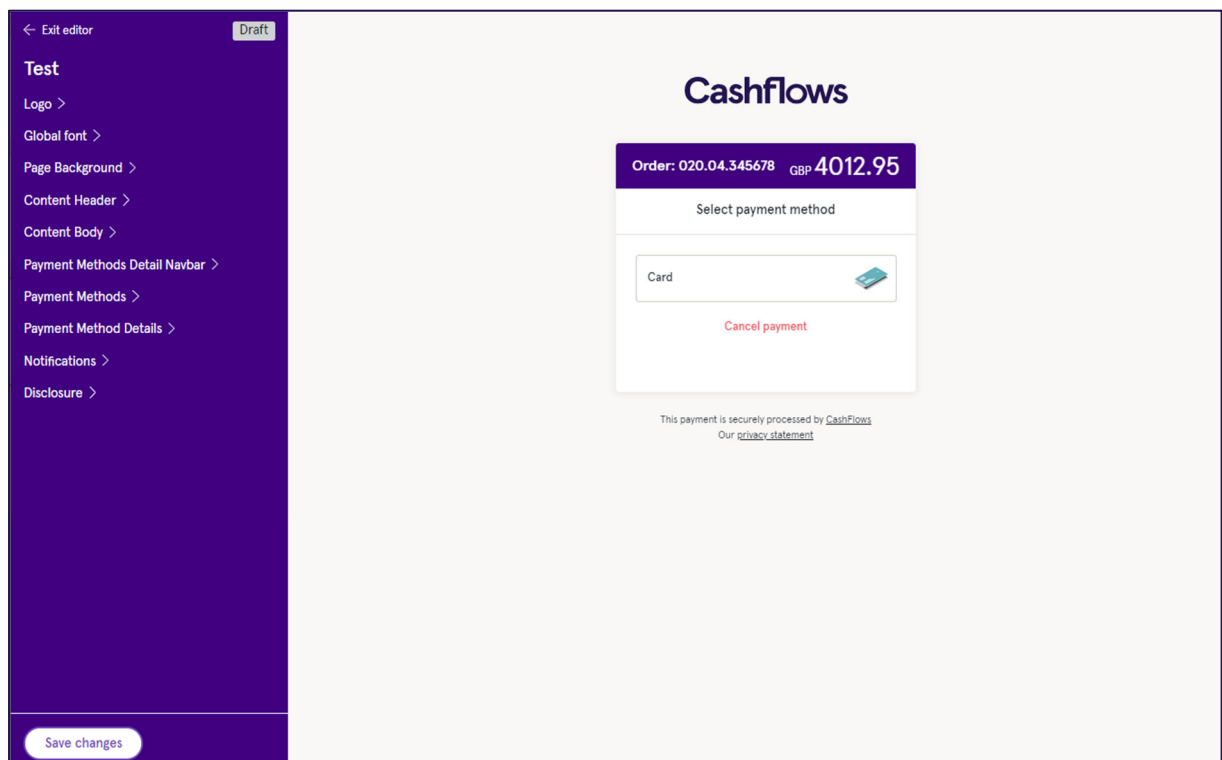 Exit editor
Draft
Test
Logo
Global font
Page Background
Content Header
Content Body
Payment Methods Detail Navbar
Payment Methods
Payment Method Details
Notifications
Disclosure
Save changes
Cashflows
Order: 020.04.345678 GBP 4012.95
Select payment method
Card
Cancel payment
This payment is securely processed by CashFlows
Our privacy statement